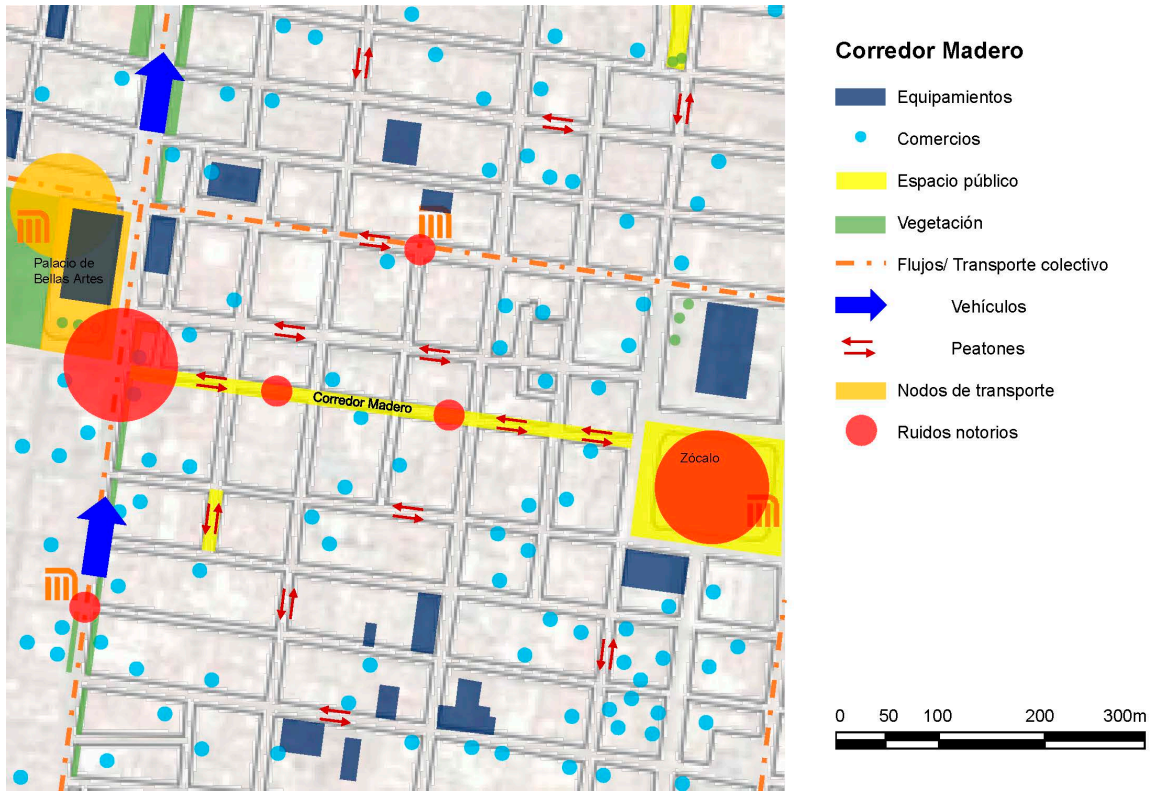 Palacio de
Bellas Artes
Corredor Madero
Zócalo
Corredor Madero
Equipamientos
Comercios
Espacio público
Vegetación
Flujos/ Transporte colectivo
Vehículos
Peatones
Nodos de transporte
Ruidos notorios
0 50 100 200 300m